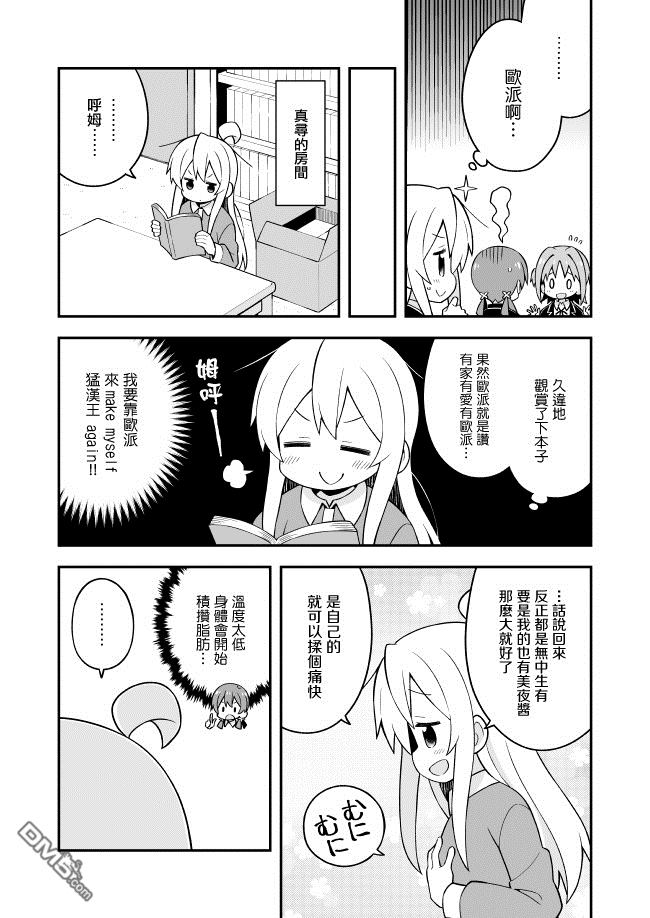 ………
歐派啊…
真尋的房間
………
呼姆……
久違地
觀賞了下本子
果然歐派就是讚
有家有愛有歐派…
呼姆
我要靠歐派
來make myself
猛漢王 again!!
…話說回來
反正都是無中生有
要是我的也有美夜醬
那麼大就好了
是自己的
就可以揉個痛快
むに
むに
溫度太低
身體會開始
積攢脂肪…
………
DM5